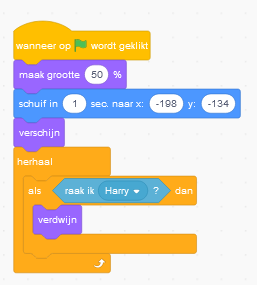 wanneer op wordt geklikt
maak grootte 50 %
schuif in 1 sec. naar x: -198 y: -134
verschijn
herhaal
als raak ik Harry ? dan
verdwijn